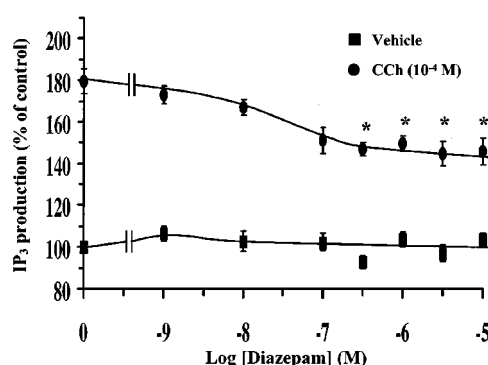 Vehicle
CCh (10⁻⁴ M)
IP₃ production (% of control)
200
180
160
140
120
100
80
* * * *
0 -9 -8 -7 -6 -5
Log [Diazepam] (M)